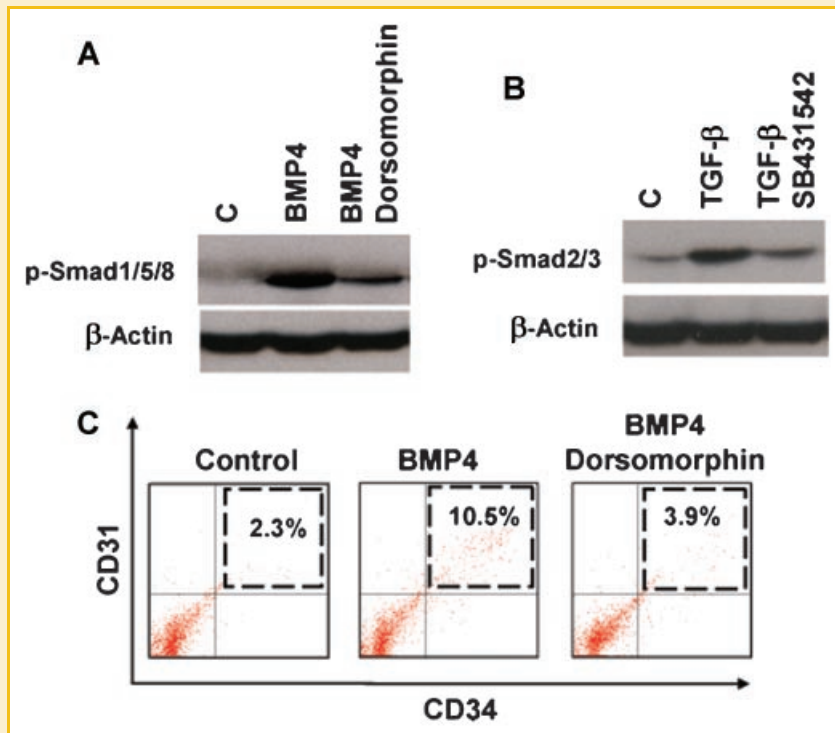 A
C
BMP4
BMP4
Dorsomorphin
p-Smad1/5/8
β-Actin
B
C
TGF-β
TGF-β
SB431542
p-Smad2/3
β-Actin
C
Control
BMP4
BMP4
Dorsomorphin
2.3%
10.5%
3.9%
CD31
CD34